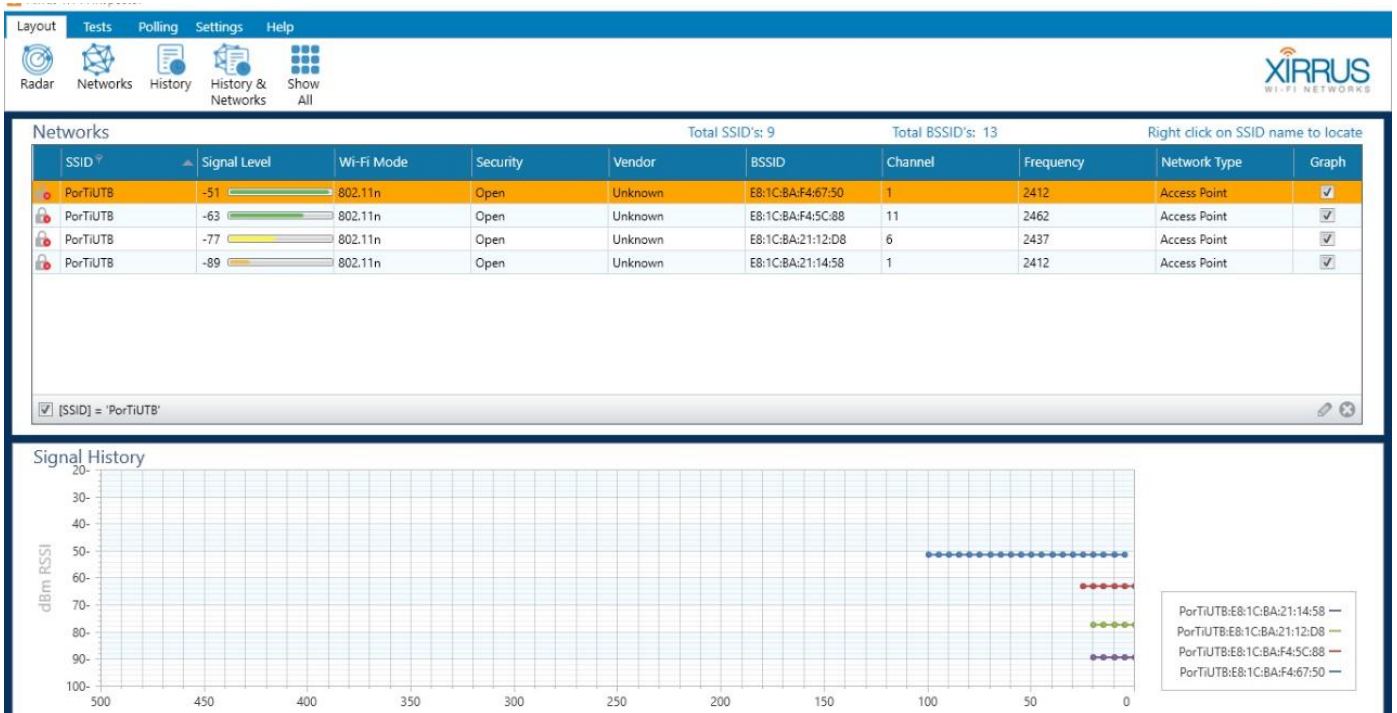 Layout Tests Polling Settings Help
Radar Networks History History & Networks Show All
XIRRUS
WI-FI NETWORKS
Networks Total SSID's: 9 Total BSSID's: 13 Right click on SSID name to locate
SSID Signal Level Wi-Fi Mode Security Vendor BSSID Channel Frequency Network Type Graph
PorTiUTB -51 802.11n Open Unknown E8:1C:BA:F4:67:50 1 2412 Access Point
PorTiUTB -63 802.11n Open Unknown E8:1C:BA:F4:5C:88 11 2462 Access Point
PorTiUTB -77 802.11n Open Unknown E8:1C:BA:21:12:D8 6 2437 Access Point
PorTiUTB -89 802.11n Open Unknown E8:1C:BA:21:14:58 1 2412 Access Point
[SSID] = 'PorTiUTB'
Signal History
20-
30-
40-
50-
60-
70-
80-
90-
100-
dBm RSSI
500 450 400 350 300 250 200 150 100 50 0
PorTiUTB:E8:1C:BA:21:14:58
PorTiUTB:E8:1C:BA:21:12:D8
PorTiUTB:E8:1C:BA:F4:5C:88
PorTiUTB:E8:1C:BA:F4:67:50